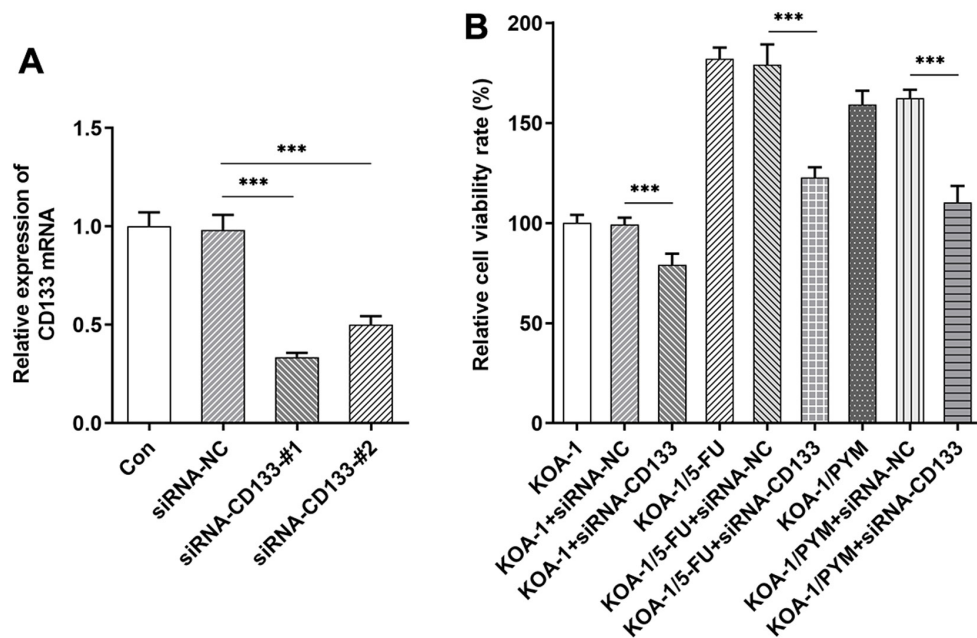 A
Relative expression of
CD133 mRNA
1.5
1.0
0.5
0.0
***
***
Con
siRNA-NC
siRNA-CD133-#1
siRNA-CD133-#2
B
Relative cell viability rate (%)
200
150
100
50
0
***
***
***
KOA-1
KOA-1+siRNA-NC
KOA-1+siRNA-CD133
KOA-1/5-FU
KOA-1/5-FU+siRNA-NC
KOA-1/5-FU+siRNA-CD133
KOA-1/PYM
KOA-1/PYM+siRNA-NC
KOA-1/PYM+siRNA-CD133